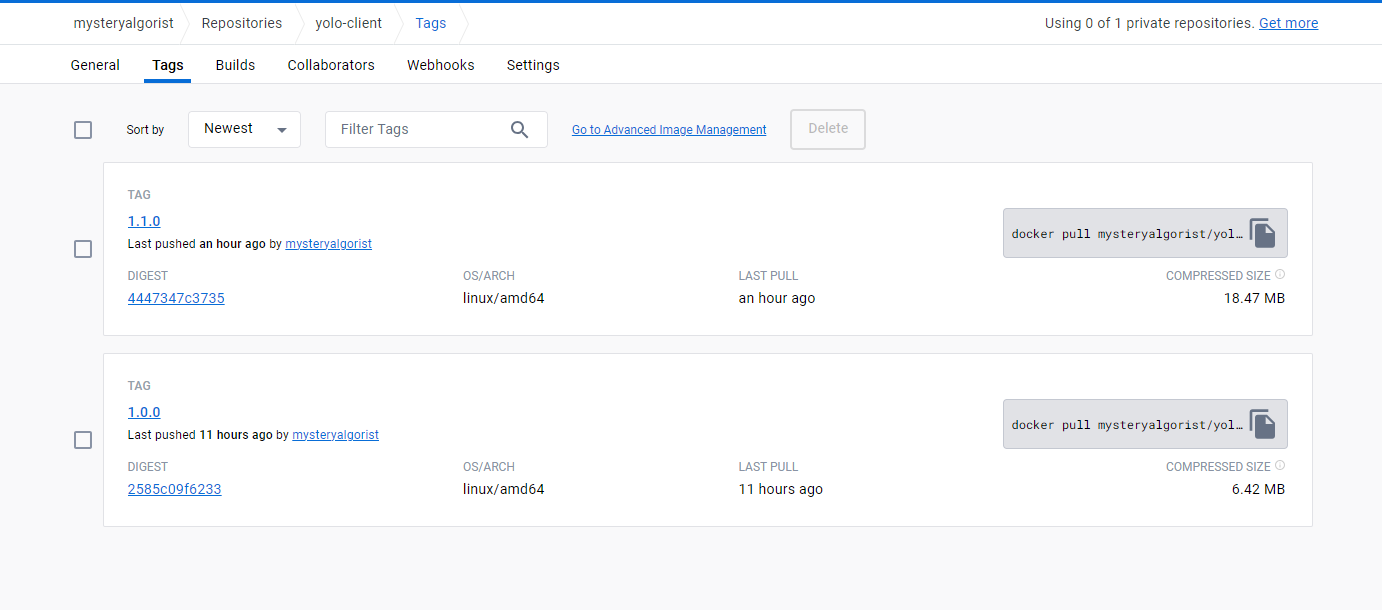 mysteryalgorist Repositories yolo-client Tags Using 0 of 1 private repositories. Get more
General Tags Builds Collaborators Webhooks Settings
Sort by Newest Filter Tags Go to Advanced Image Management Delete
TAG
1.1.0
Last pushed an hour ago by mysteryalgorist
docker pull mysteryalgorist/yol…
DIGEST OS/ARCH LAST PULL COMPRESSED SIZE
4447347c3735 linux/amd64 an hour ago 18.47 MB
TAG
1.0.0
Last pushed 11 hours ago by mysteryalgorist
docker pull mysteryalgorist/yol…
DIGEST OS/ARCH LAST PULL COMPRESSED SIZE
2585c09f6233 linux/amd64 11 hours ago 6.42 MB